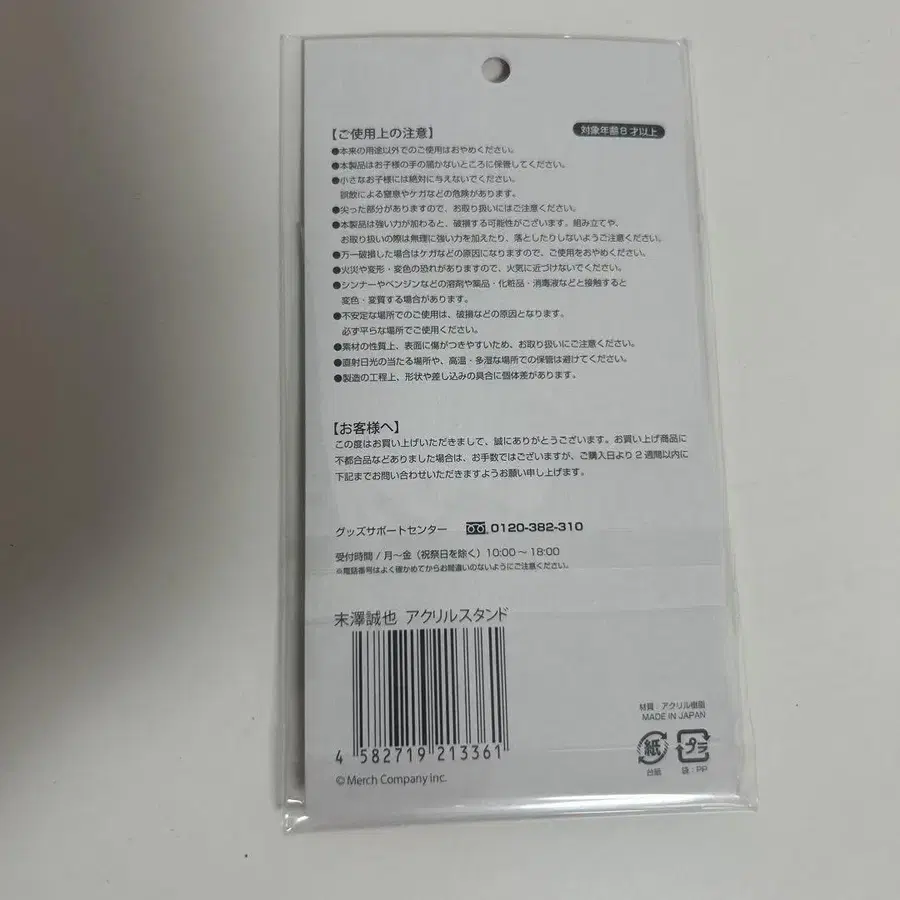 対象年齢8才以上
【ご使用上の注意】
●本来の用途以外でのご使用はおやめください。
●本製品はお子様の手の届かないところに保管してください。
●小さなお子様には絶対に与えないでください。
誤飲による窒息やケガなどの危険があります。
●尖った部分がありますので、お取り扱いにはご注意ください。
●本製品は強い力が加わると、破損する可能性がございます。組み立てや、
お取り扱いの際は無理に強い力を加えたり、落としたりしないようご注意ください。
●万一破損した場合はケガなどの原因になりますので、ご使用をおやめください。
●火災や変形・変色の恐れがありますので、火気に近づけないでください。
●シンナーやベンジンなどの溶剤や薬品・化粧品・消毒液などと接触すると
変色・変質する場合があります。
●不安定な場所でのご使用は、破損などの原因となります。
必ず平らな場所でご使用ください。
●素材の性質上、表面に傷がつきやすいため、お取り扱いにご注意ください。
●直射日光の当たる場所や、高温・多湿な場所での保管は避けてください。
●製造の工程上、形状や差し込みの具合に個体差があります。
【お客様へ】
この度はお買い上げいただきまして、誠にありがとうございます。お買い上げ商品に
不都合品などありました場合は、お手数ではございますが、ご購入日より2週間以内に
下記までお問い合わせいただきますようお願い申し上げます。
グッズサポートセンター 0120-382-310
受付時間 / 月〜金（祝祭日を除く）10:00〜18:00
※電話番号はよく確かめてからお間違いのないようにご注意ください。
末澤誠也 アクリルスタンド
4 582719 213361
© Merch Company Inc.
材質：アクリル樹脂
MADE IN JAPAN
紙 プラ
台紙 袋：PP